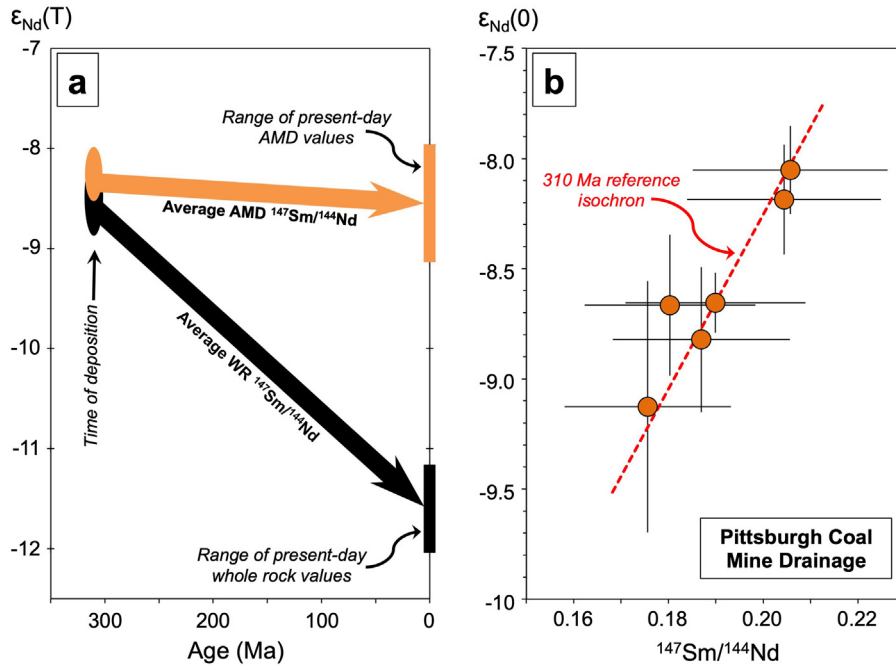 εNd(T)
-7
-8
-9
-10
-11
-12
a
Range of present-day
AMD values
Average AMD ¹⁴⁷Sm/¹⁴⁴Nd
Average WR ¹⁴⁷Sm/¹⁴⁴Nd
Time of deposition
Range of present-day
whole rock values
300
200
100
0
Age (Ma)
εNd(0)
-7.5
-8.0
-8.5
-9.0
-9.5
-10
b
310 Ma reference
isochron
Pittsburgh Coal
Mine Drainage
0.16
0.18
0.20
0.22
¹⁴⁷Sm/¹⁴⁴Nd